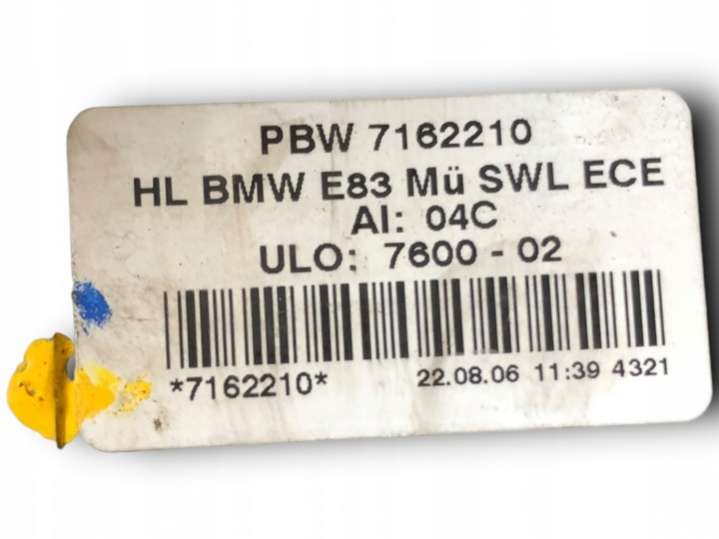 PBW 7162210
HL BMW E83 Mü SWL ECE
AI: 04C
ULO: 7600 - 02
*7162210* 22.08.06 11:39 4321